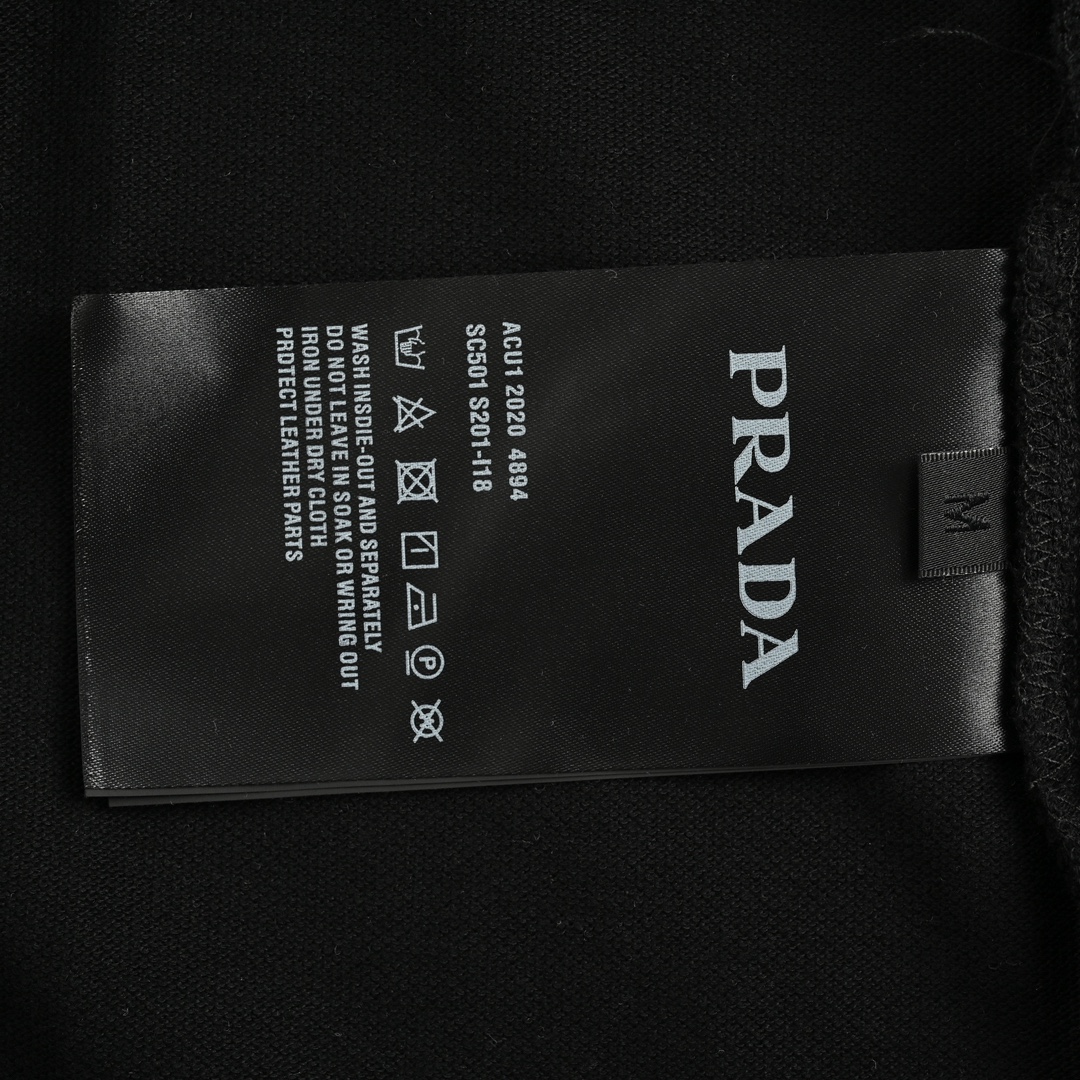 M
PRADA
ACU1 2020 4894
SC501 S201-I18
P
WASH INSDIE-OUT AND SEPARATELY
DO NOT LEAVE IN SOAK OR WRING OUT
IRON UNDER DRY CLOTH
PRDTECT LEATHER PARTS